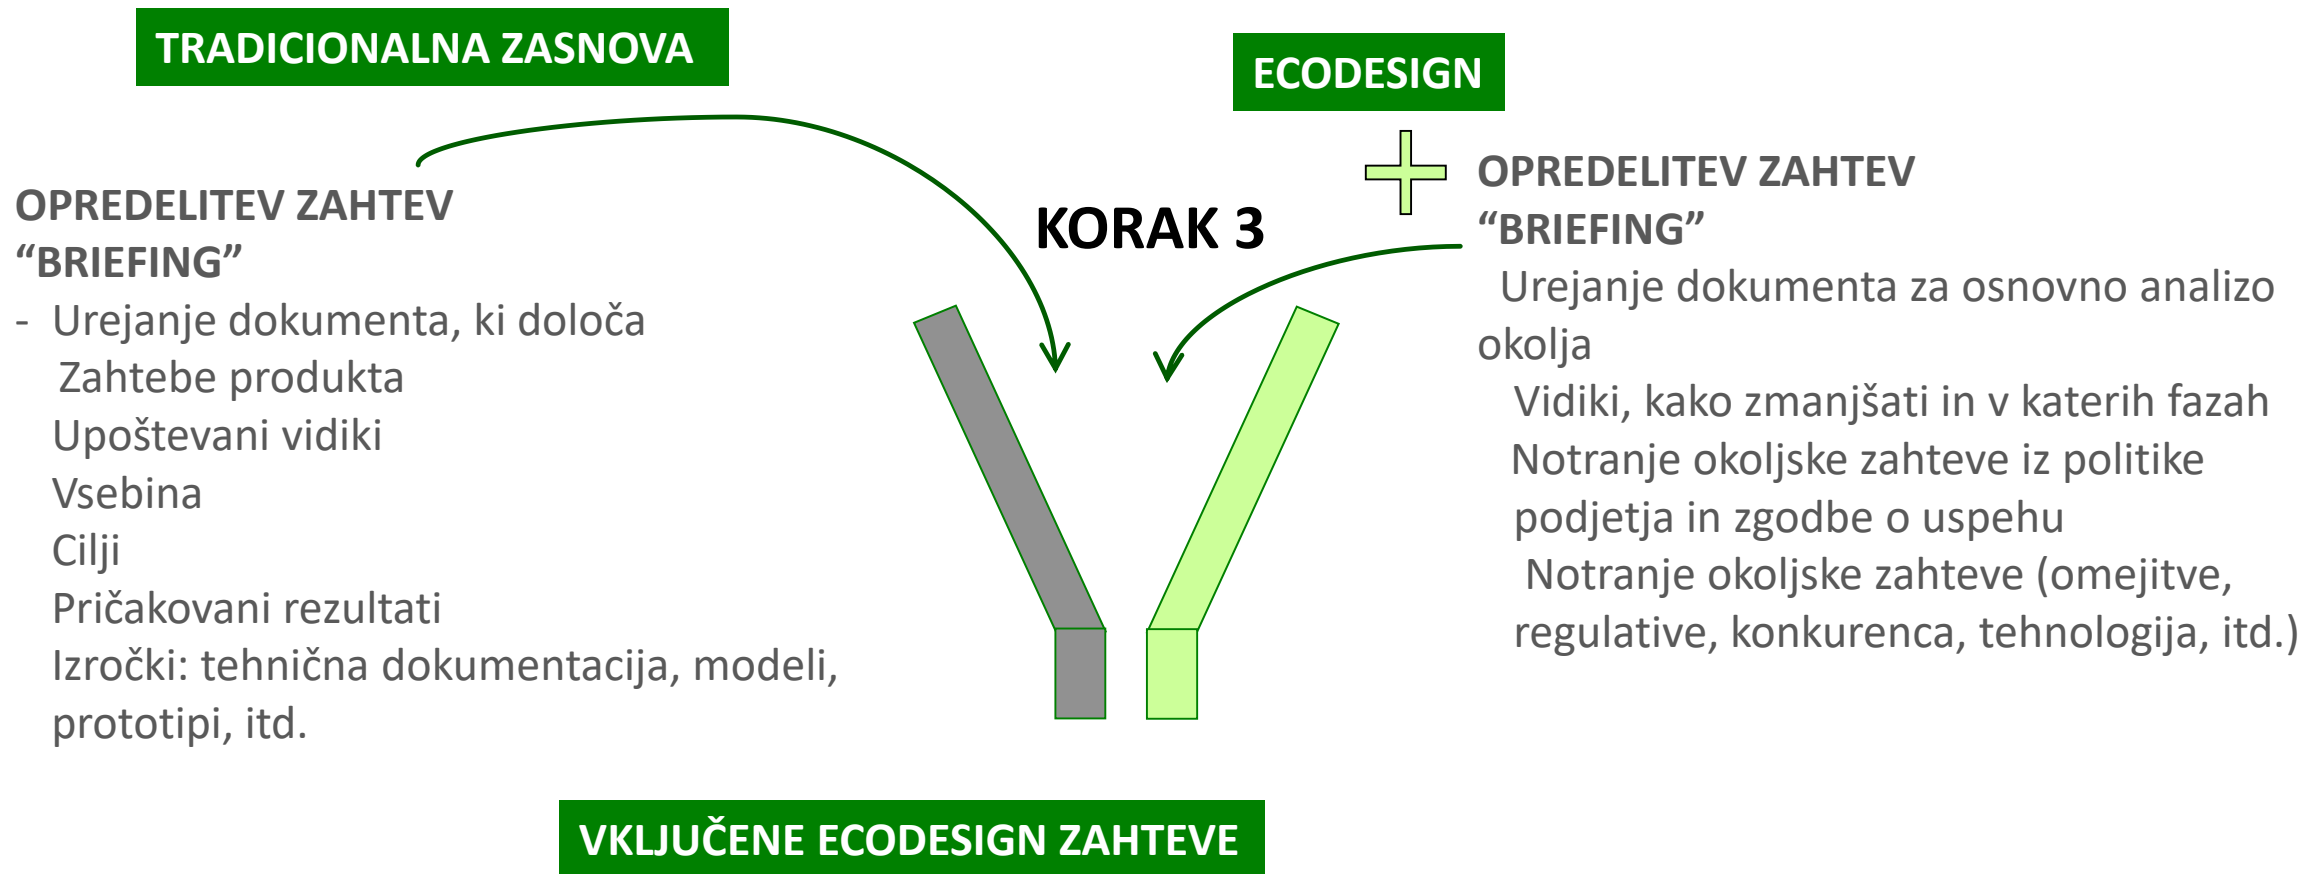 TRADICIONALNA ZASNOVA
OPREDELITEV ZAHTEV
“BRIEFING”
- Urejanje dokumenta, ki določa
Zahtebe produkta
Upoštevani vidiki
Vsebina
Cilji
Pričakovani rezultati
Izročki: tehnična dokumentacija, modeli,
prototipi, itd.
KORAK 3
ECODESIGN
OPREDELITEV ZAHTEV
“BRIEFING”
Urejanje dokumenta za osnovno analizo
okolja
Vidiki, kako zmanjšati in v katerih fazah
Notranje okoljske zahteve iz politike
podjetja in zgodbe o uspehu
Notranje okoljske zahteve (omejitve,
regulative, konkurenca, tehnologija, itd.)
VKLJUČENE ECODESIGN ZAHTEVE